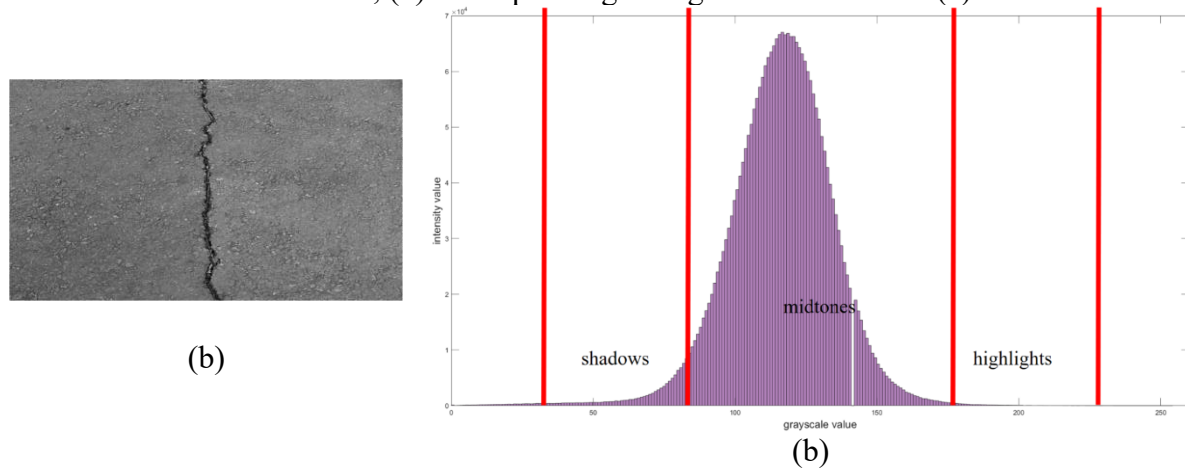 , (b)
(b)
×10⁴
7
6
5
4
3
2
1
0
intensity value
midtones
shadows
highlights
0 50 100 150 200 250
grayscale value
(b)
(b)